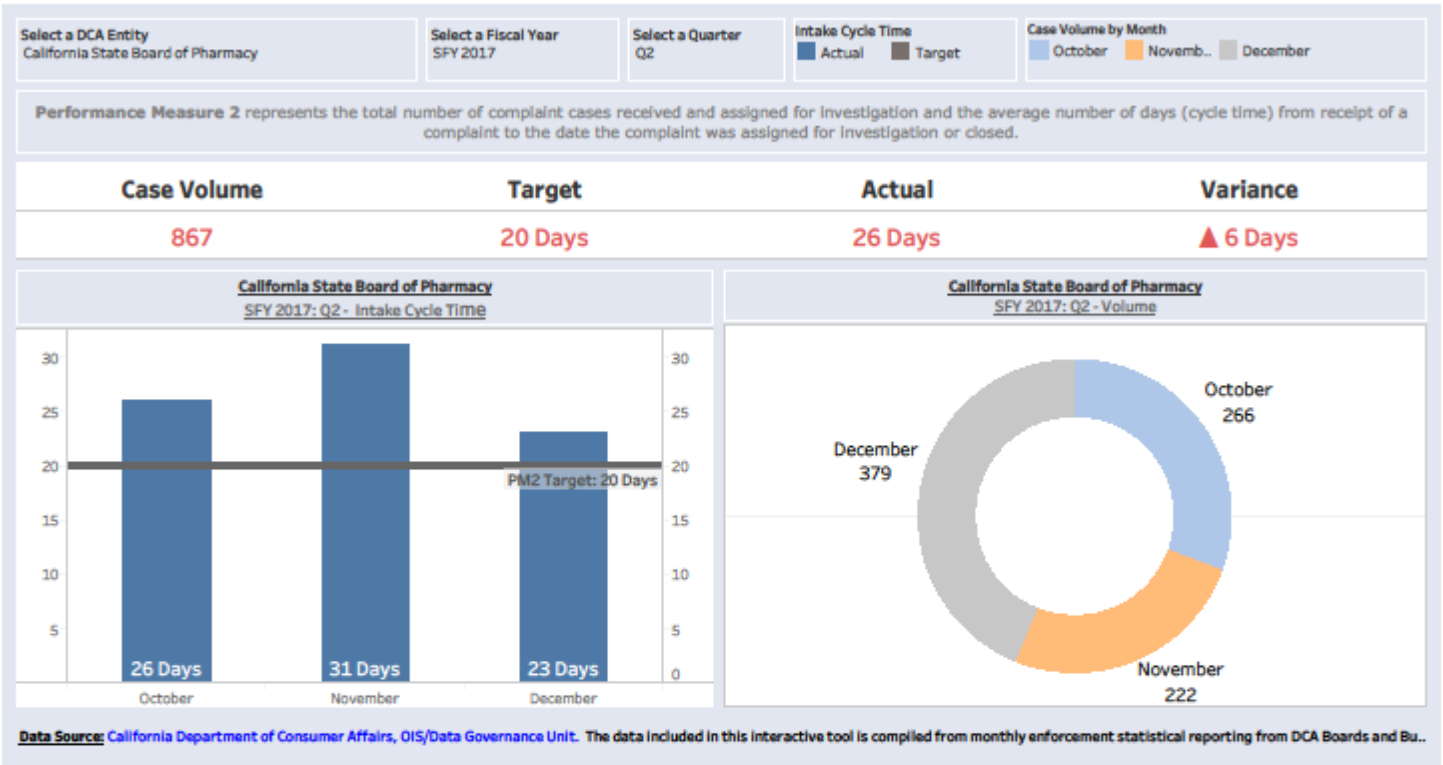 Select a DCA Entity
California State Board of Pharmacy
Select a Fiscal Year
SFY 2017
Select a Quarter
Q2
Intake Cycle Time
Actual
Target
Case Volume by Month
October
Novemb..
December
Performance Measure 2 represents the total number of complaint cases received and assigned for investigation and the average number of days (cycle time) from receipt of a
complaint to the date the complaint was assigned for investigation or closed.
Case Volume
Target
Actual
Variance
867
20 Days
26 Days
▲ 6 Days
California State Board of Pharmacy
SFY 2017: Q2 - Intake Cycle Time
30
25
20
15
10
5
30
25
20
15
10
5
0
PM2 Target: 20 Days
26 Days
31 Days
23 Days
October
November
December
California State Board of Pharmacy
SFY 2017: Q2 - Volume
October
266
December
379
November
222
Data Source: California Department of Consumer Affairs, OIS/Data Governance Unit. The data included in this interactive tool is compiled from monthly enforcement statistical reporting from DCA Boards and Bu..